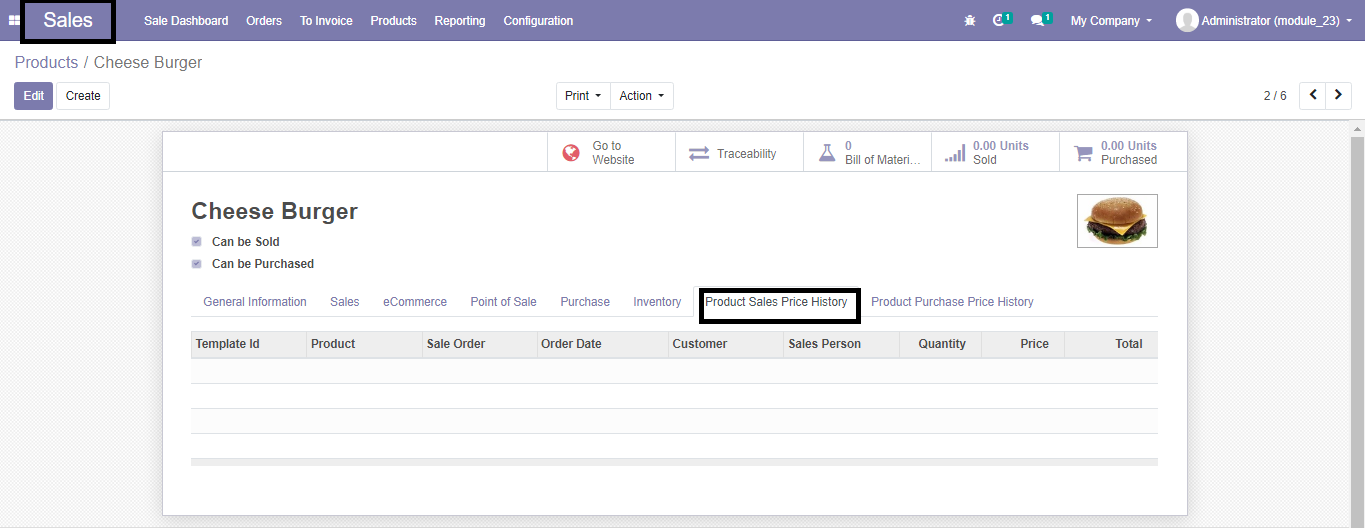 Sales Sale Dashboard Orders To Invoice Products Reporting Configuration 1 1 My Company Administrator (module_23)
Products / Cheese Burger
Edit Create Print Action 2 / 6
Go to Website Traceability 0 Bill of Materi... 0.00 Units Sold 0.00 Units Purchased
Cheese Burger
Can be Sold
Can be Purchased
General Information Sales eCommerce Point of Sale Purchase Inventory Product Sales Price History Product Purchase Price History
Template Id Product Sale Order Order Date Customer Sales Person Quantity Price Total